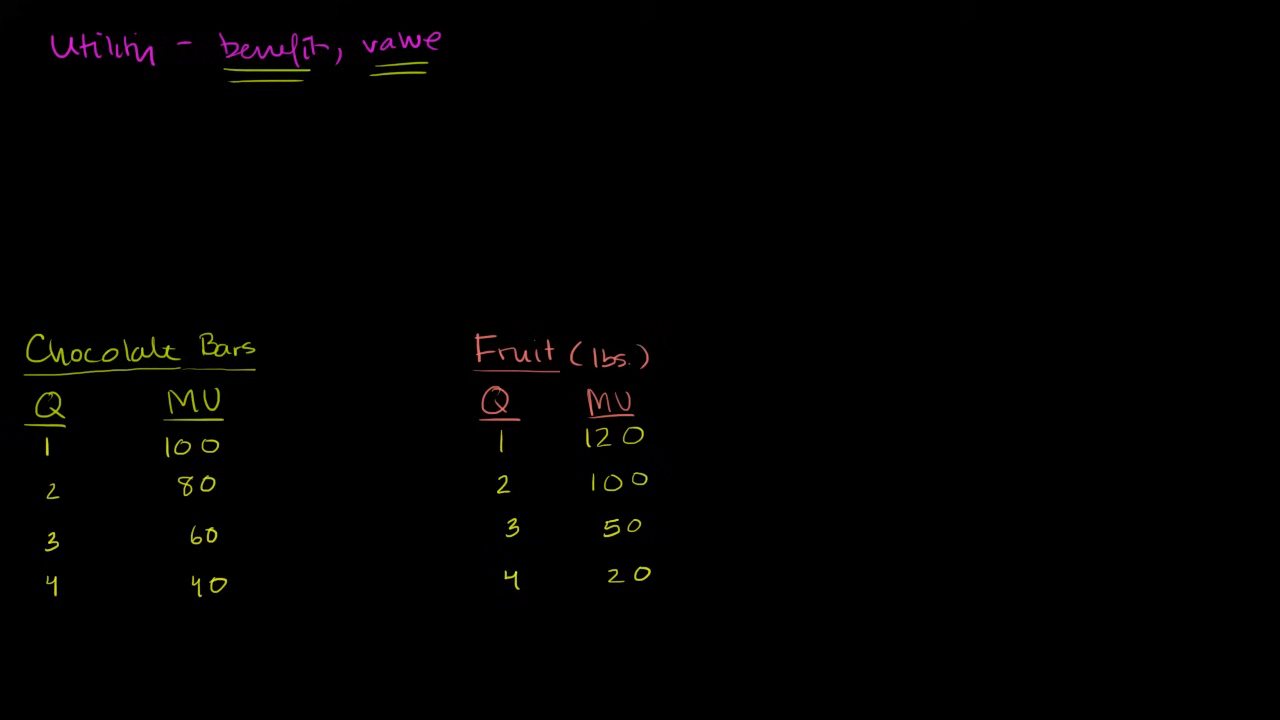 Utility - benefit, value
Chocolate Bars
Q MU
1 100
2 80
3 60
4 40
Fruit (lbs.)
Q MU
1 120
2 100
3 50
4 20